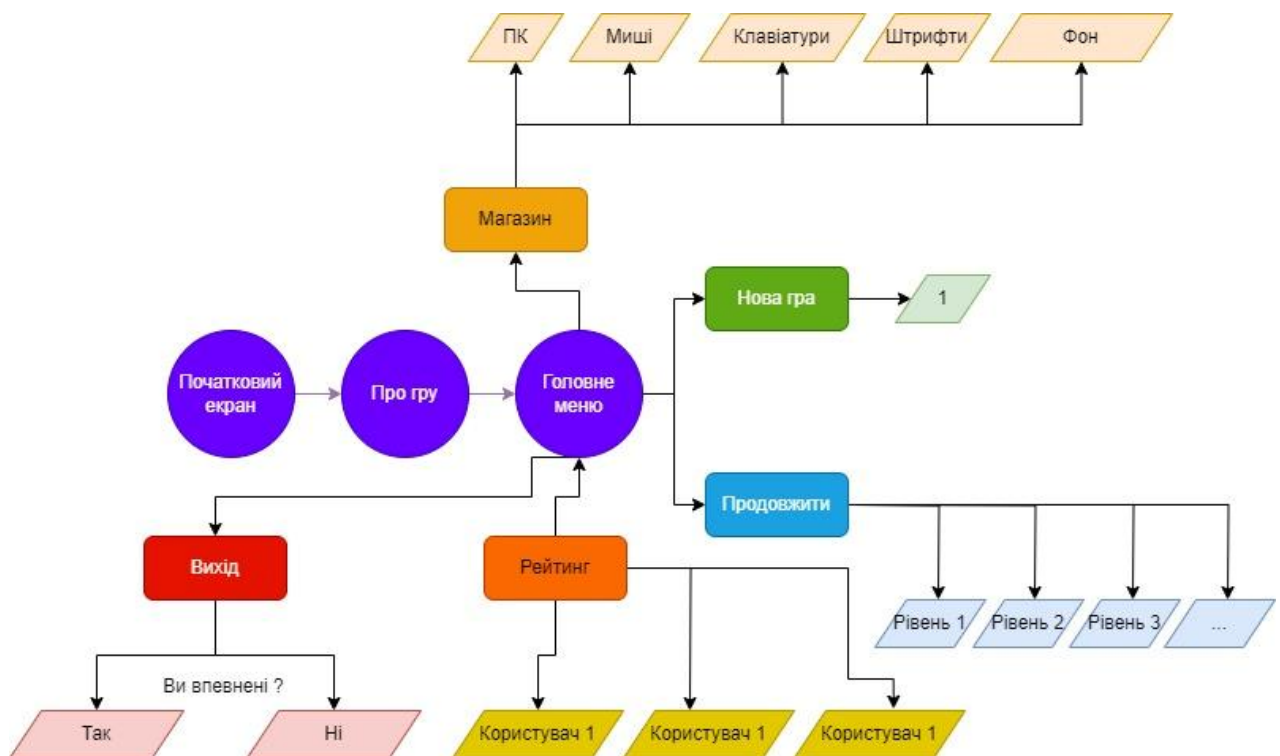 ПК
Миші
Клавіатури
Штрифти
Фон
Магазин
Нова гра
1
Початковий
екран
Про гру
Головне
меню
Продовжити
Вихід
Рейтинг
Рівень 1
Рівень 2
Рівень 3
...
Ви впевнені ?
Так
Ні
Користувач 1
Користувач 1
Користувач 1